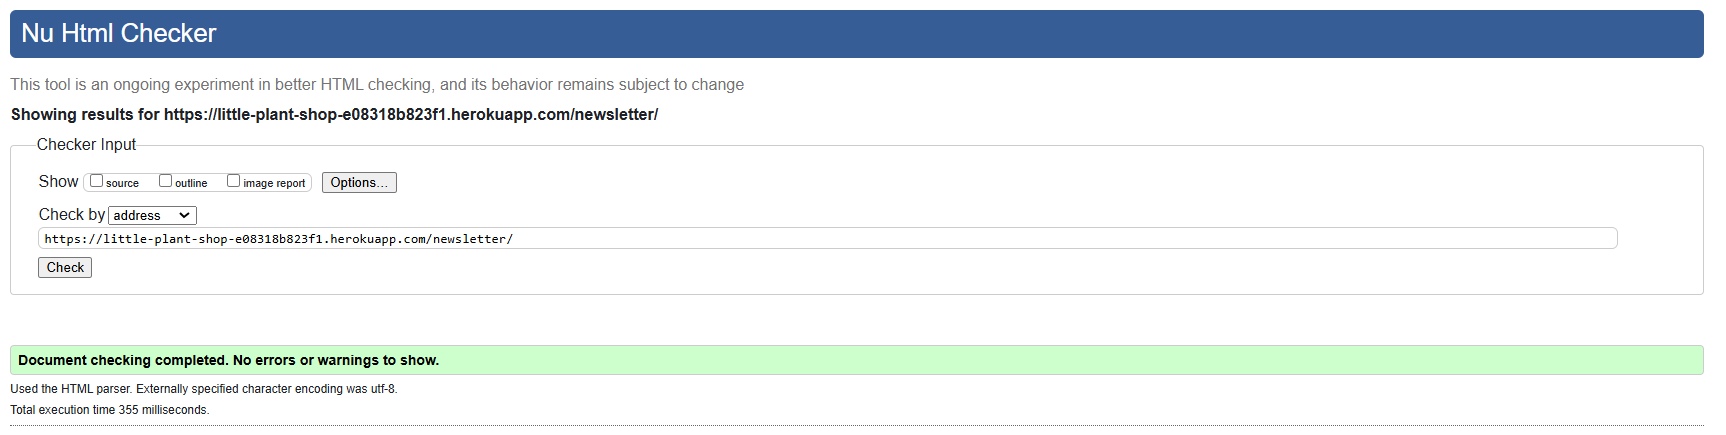 Nu Html Checker
This tool is an ongoing experiment in better HTML checking, and its behavior remains subject to change
Showing results for https://little-plant-shop-e08318b823f1.herokuapp.com/newsletter/
Checker Input
Show source outline image report Options...
Check by address
https://little-plant-shop-e08318b823f1.herokuapp.com/newsletter/
Check
Document checking completed. No errors or warnings to show.
Used the HTML parser. Externally specified character encoding was utf-8.
Total execution time 355 milliseconds.